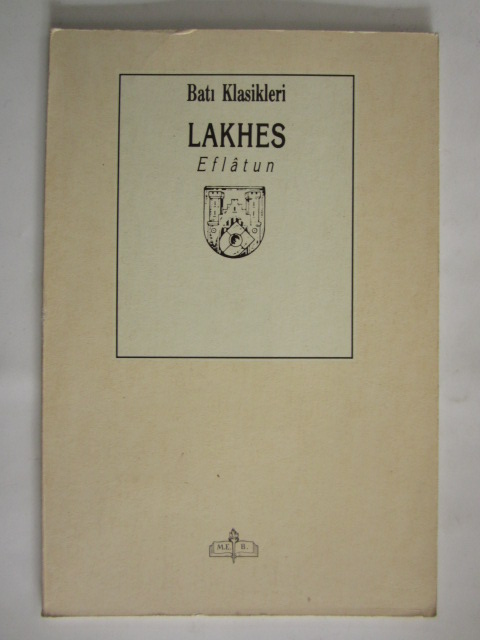 Batı Klasikleri
LAKHES
Eflâtun
M.E. B.